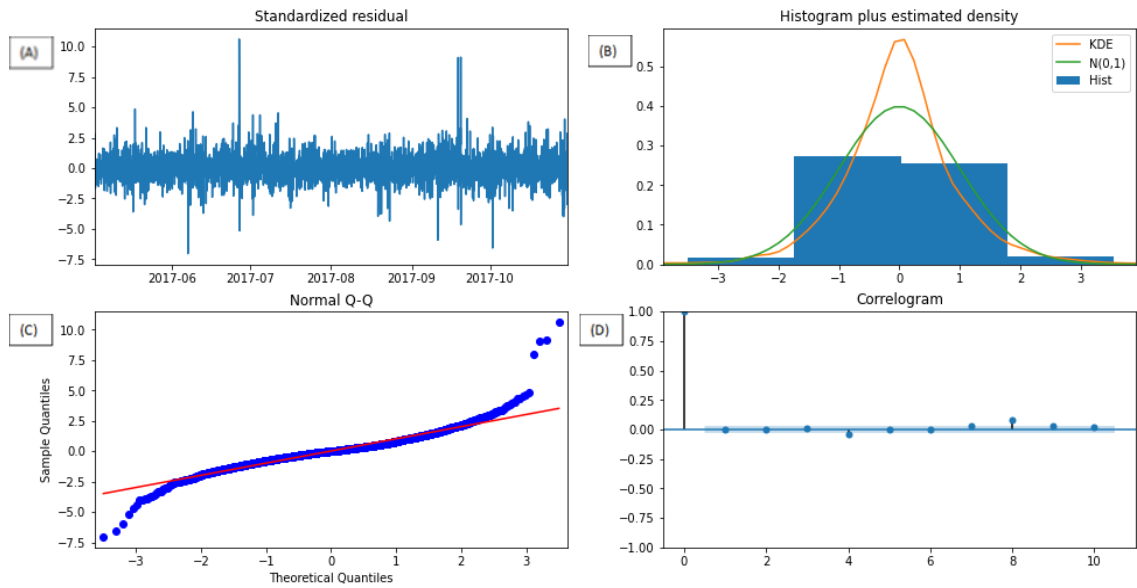 Standardized residual
(A)
10.0
7.5
5.0
2.5
0.0
−2.5
−5.0
−7.5
2017-06 2017-07 2017-08 2017-09 2017-10
Histogram plus estimated density
(B)
KDE
N(0,1)
Hist
0.5
0.4
0.3
0.2
0.1
0.0
−3 −2 −1 0 1 2 3
Normal Q-Q
(C)
Sample Quantiles
10.0
7.5
5.0
2.5
0.0
−2.5
−5.0
−7.5
−3 −2 −1 0 1 2 3
Theoretical Quantiles
Correlogram
(D)
1.00
0.75
0.50
0.25
0.00
−0.25
−0.50
−0.75
−1.00
0 2 4 6 8 10